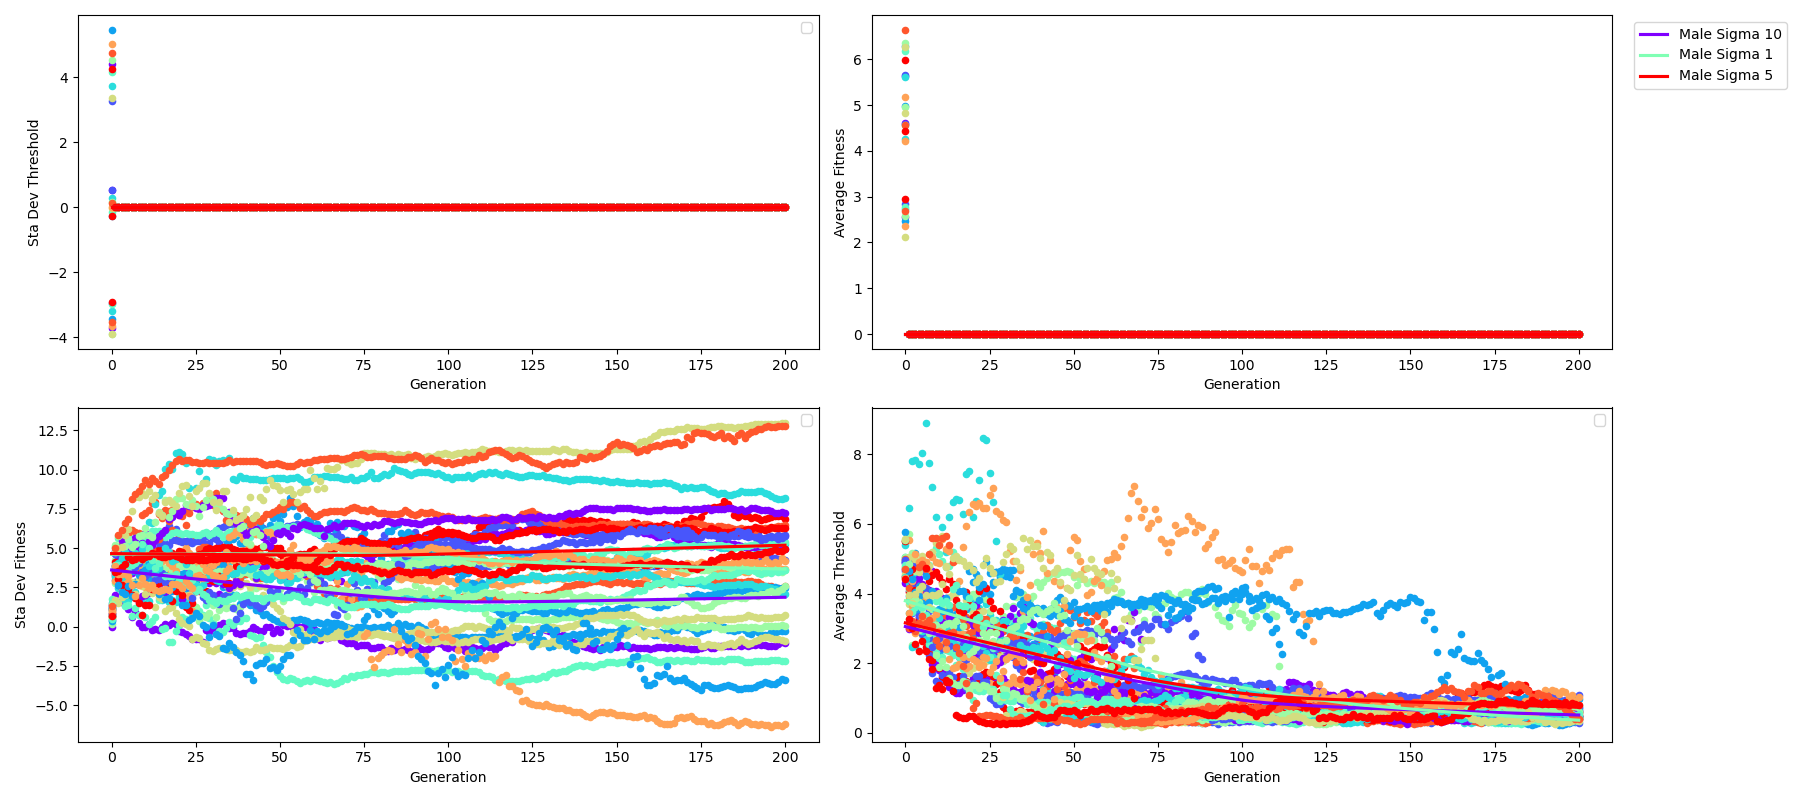 Sta Dev Threshold
4
2
0
−2
−4
0 25 50 75 100 125 150 175 200
Generation
Average Fitness
6
5
4
3
2
1
0
0 25 50 75 100 125 150 175 200
Generation
Male Sigma 10
Male Sigma 1
Male Sigma 5
Sta Dev Fitness
12.5
10.0
7.5
5.0
2.5
0.0
−2.5
−5.0
0 25 50 75 100 125 150 175 200
Generation
Average Threshold
8
6
4
2
0
0 25 50 75 100 125 150 175 200
Generation